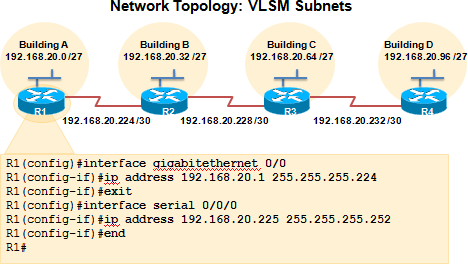 Network Topology: VLSM Subnets
Building A
192.168.20.0/27
Building B
192.168.20.32 /27
Building C
192.168.20.64 /27
Building D
192.168.20.96 /27
R1
R2
R3
R4
192.168.20.224 /30
192.168.20.228 /30
192.168.20.232 /30
R1(config)#interface gigabitethernet 0/0
R1(config-if)#ip address 192.168.20.1 255.255.255.224
R1(config-if)#exit
R1(config)#interface serial 0/0/0
R1(config-if)#ip address 192.168.20.225 255.255.255.252
R1(config-if)#end
R1#